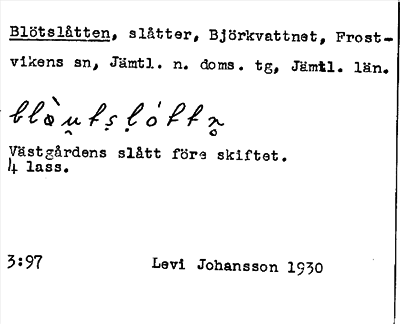 Blötslåtten, slåtter, Björkvattnet, Frost-
vikens sn, Jämtl. n. doms. tg, Jämtl. län.
Västgårdens slått före skiftet.
4 lass.
3:97 Levi Johansson 1930